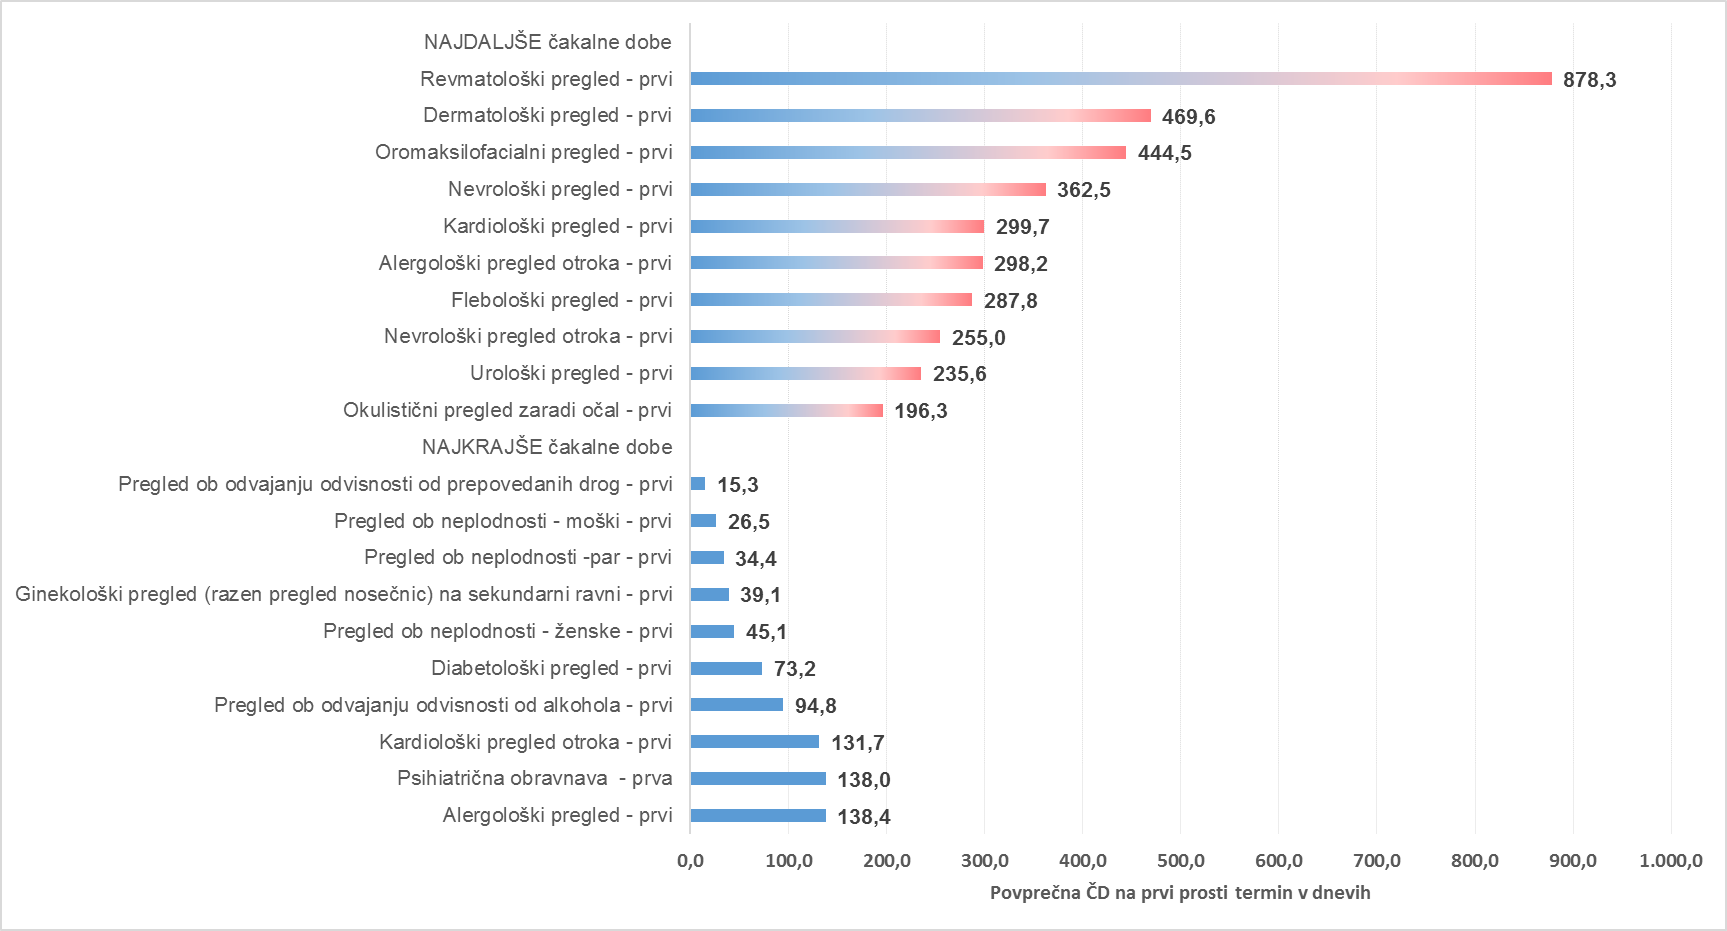 NAJDALJŠE čakalne dobe
Revmatološki pregled - prvi 878,3
Dermatološki pregled - prvi 469,6
Oromaksilofacialni pregled - prvi 444,5
Nevrološki pregled - prvi 362,5
Kardiološki pregled - prvi 299,7
Alergološki pregled otroka - prvi 298,2
Flebološki pregled - prvi 287,8
Nevrološki pregled otroka - prvi 255,0
Urološki pregled - prvi 235,6
Okulistični pregled zaradi očal - prvi 196,3
NAJKRAJŠE čakalne dobe
Pregled ob odvajanju odvisnosti od prepovedanih drog - prvi 15,3
Pregled ob neplodnosti - moški - prvi 26,5
Pregled ob neplodnosti -par - prvi 34,4
Ginekološki pregled (razen pregled nosečnic) na sekundarni ravni - prvi 39,1
Pregled ob neplodnosti - ženske - prvi 45,1
Diabetološki pregled - prvi 73,2
Pregled ob odvajanju odvisnosti od alkohola - prvi 94,8
Kardiološki pregled otroka - prvi 131,7
Psihiatrična obravnava  - prva 138,0
Alergološki pregled - prvi 138,4
0,0 100,0 200,0 300,0 400,0 500,0 600,0 700,0 800,0 900,0 1.000,0
Povprečna ČD na prvi prosti termin v dnevih